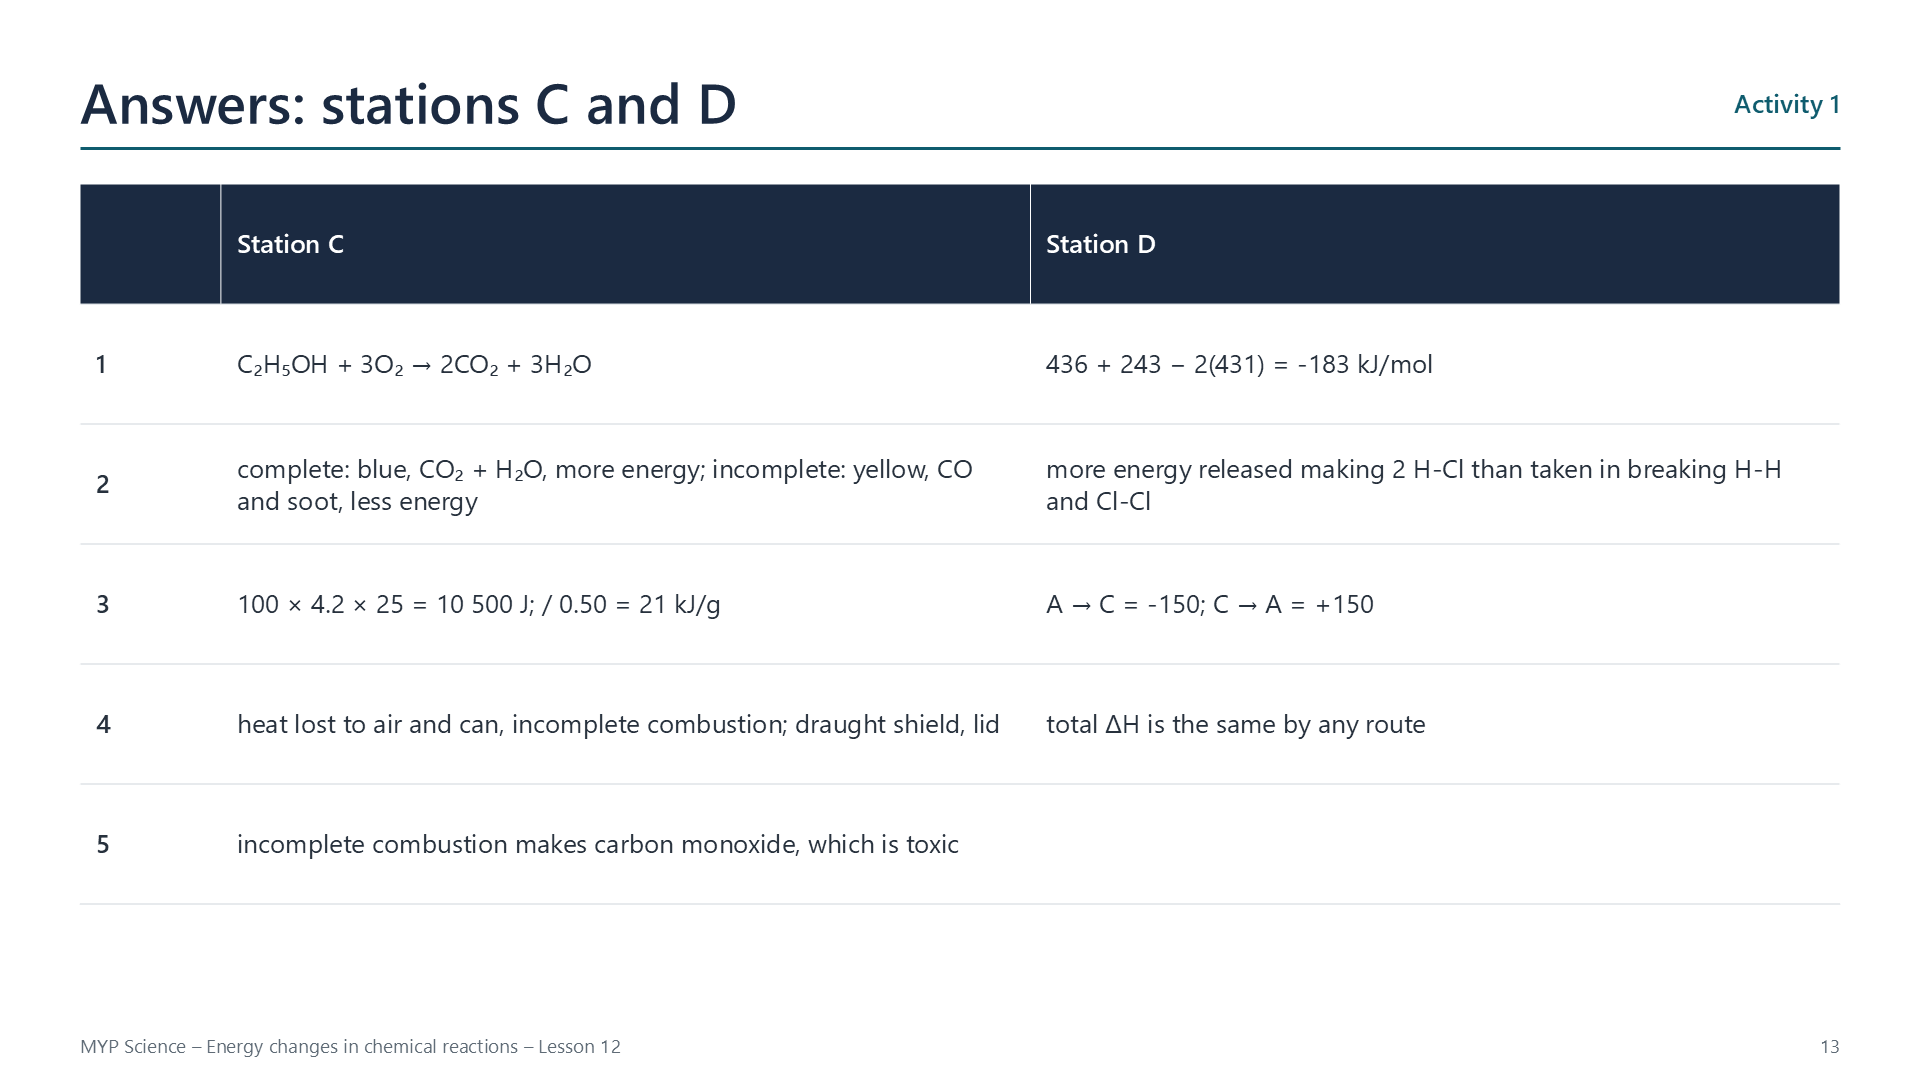 Answers: stations C and D
Activity 1
Station C
Station D
1
C₂H₅OH + 3O₂ → 2CO₂ + 3H₂O
436 + 243 − 2(431) = -183 kJ/mol
2
complete: blue, CO₂ + H₂O, more energy; incomplete: yellow, CO
and soot, less energy
more energy released making 2 H-Cl than taken in breaking H-H
and Cl-Cl
3
100 × 4.2 × 25 = 10 500 J; / 0.50 = 21 kJ/g
A → C = -150; C → A = +150
4
heat lost to air and can, incomplete combustion; draught shield, lid
total ΔH is the same by any route
5
incomplete combustion makes carbon monoxide, which is toxic
MYP Science – Energy changes in chemical reactions – Lesson 12
13